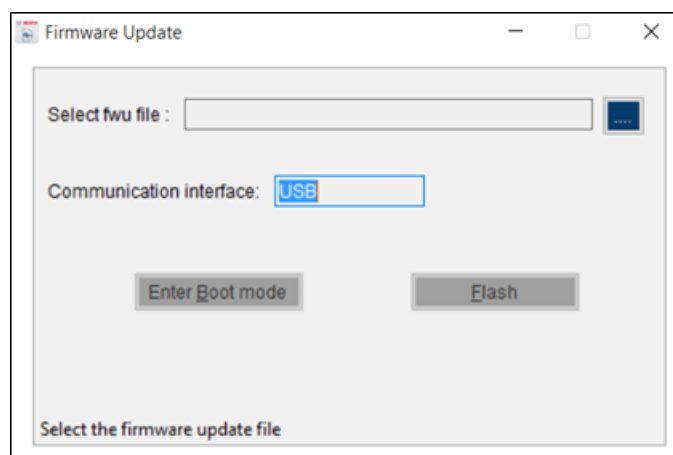 Firmware Update
Select fwu file :
....
Communication interface: USB
Enter Boot mode Flash
Select the firmware update file